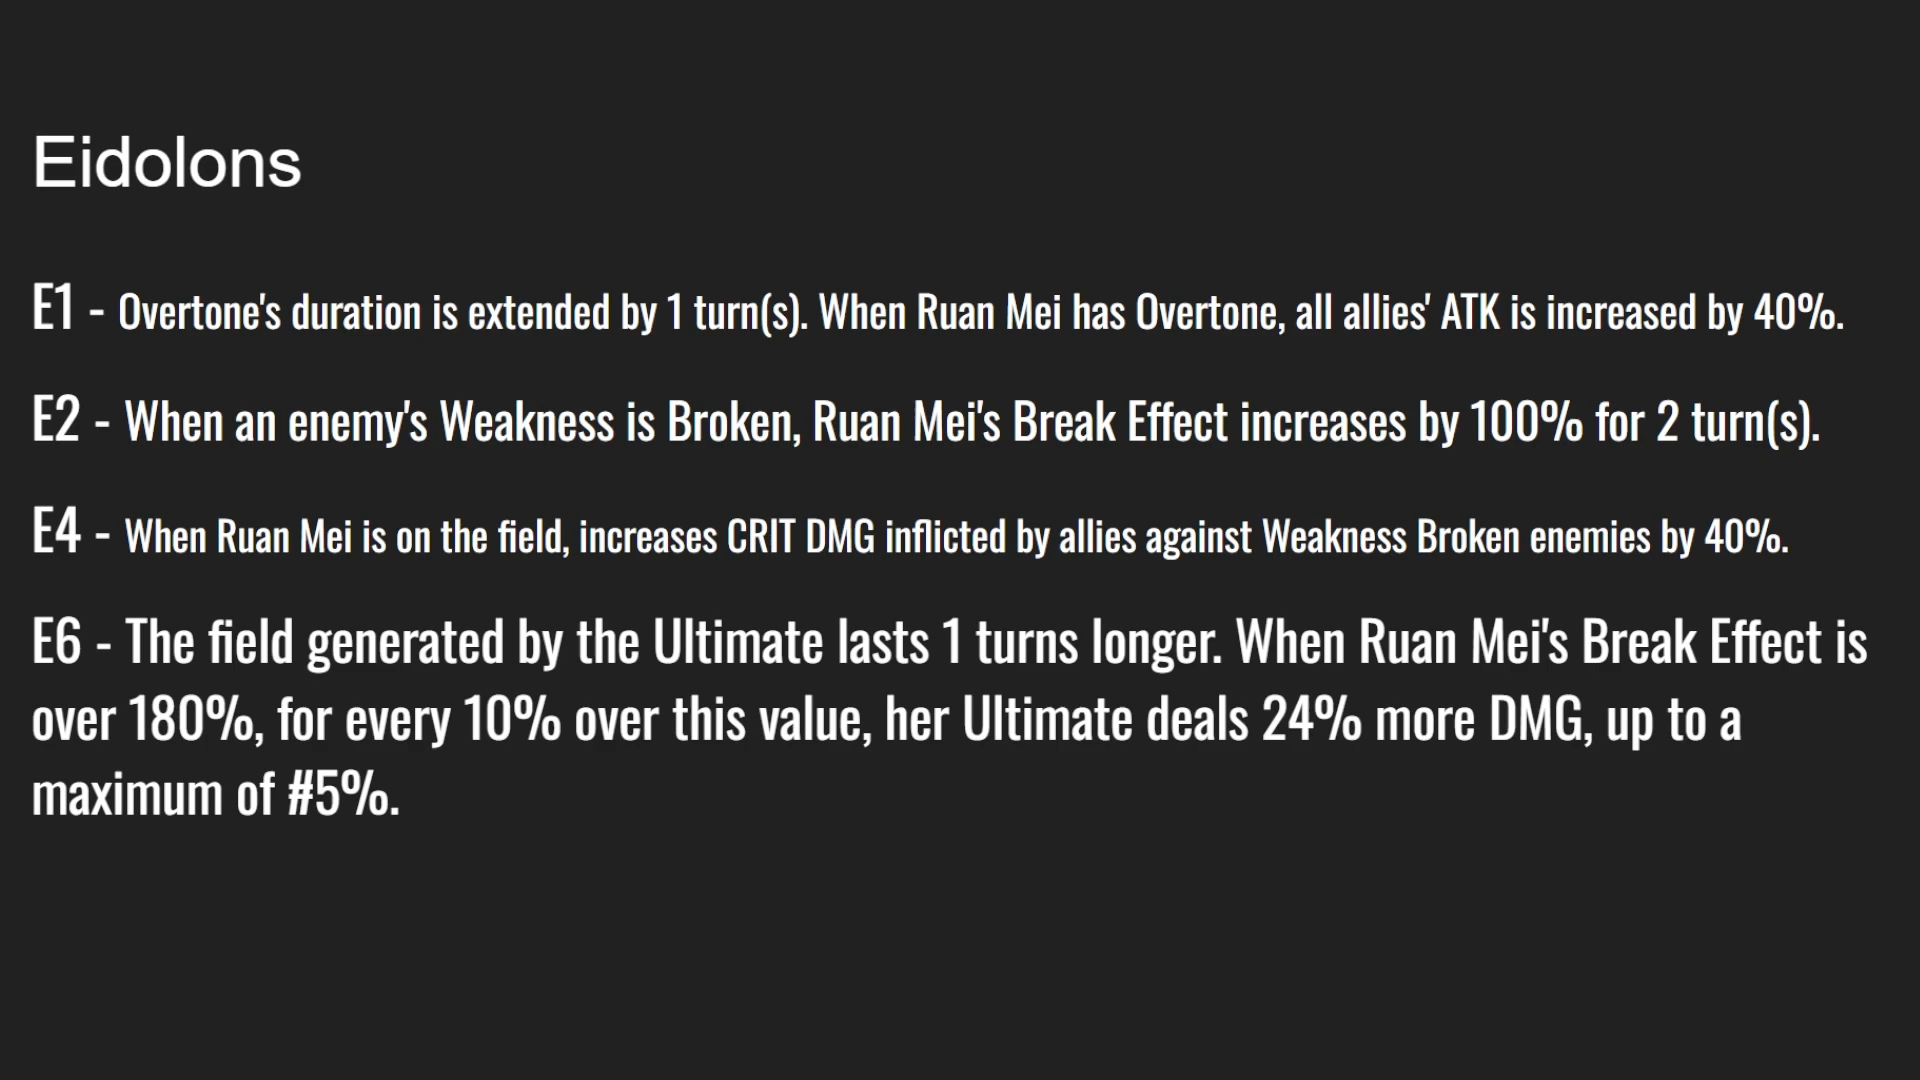 Eidolons
E1 - Overtone's duration is extended by 1 turn(s). When Ruan Mei has Overtone, all allies' ATK is increased by 40%.
E2 - When an enemy's Weakness is Broken, Ruan Mei's Break Effect increases by 100% for 2 turn(s).
E4 - When Ruan Mei is on the field, increases CRIT DMG inflicted by allies against Weakness Broken enemies by 40%.
E6 - The field generated by the Ultimate lasts 1 turns longer. When Ruan Mei's Break Effect is
over 180%, for every 10% over this value, her Ultimate deals 24% more DMG, up to a
maximum of #5%.